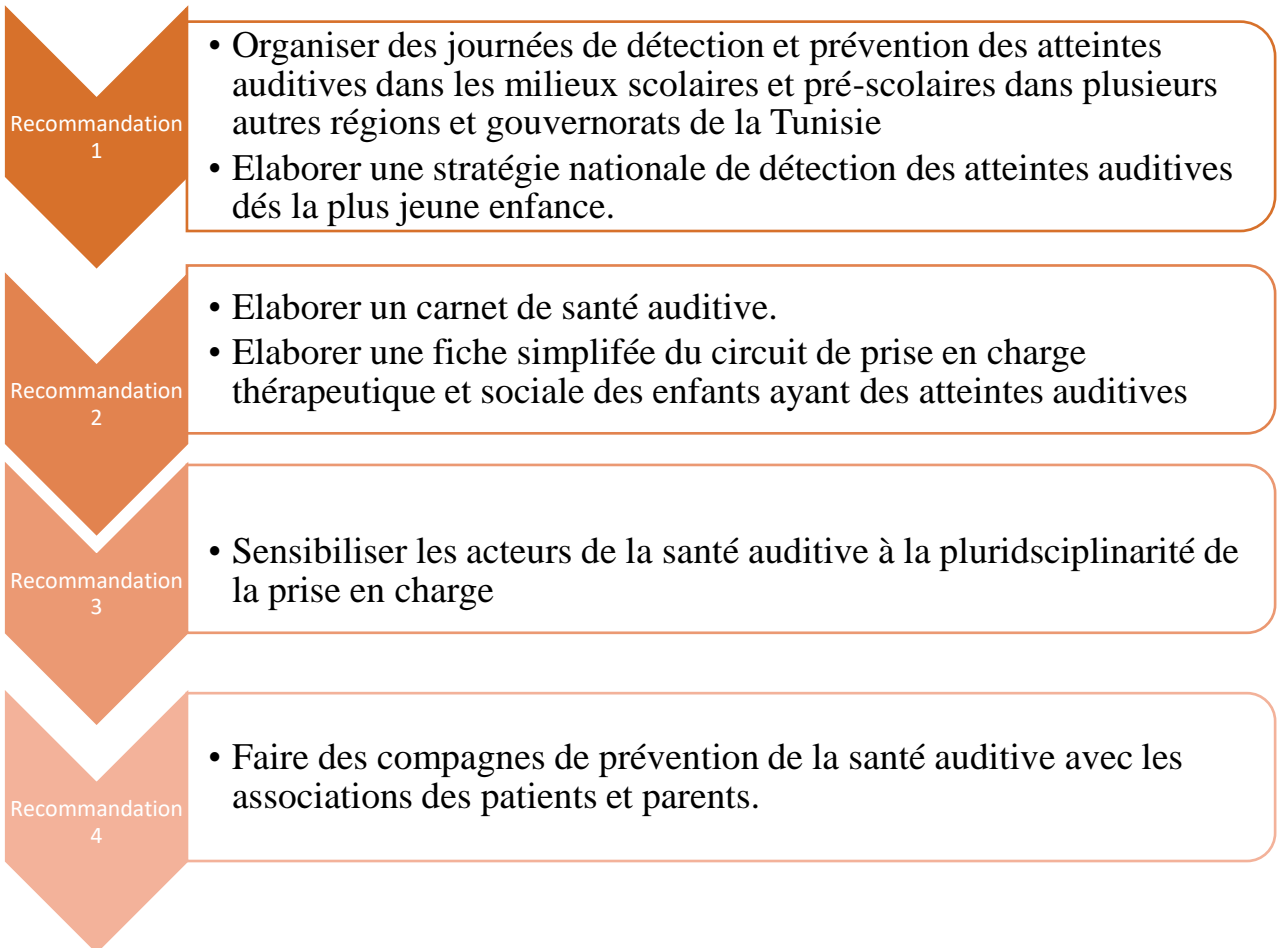 Recommandation
1
• Organiser des journées de détection et prévention des atteintes
auditives dans les milieux scolaires et pré-scolaires dans plusieurs
autres régions et gouvernorats de la Tunisie
• Elaborer une stratégie nationale de détection des atteintes auditives
dés la plus jeune enfance.
Recommandation
2
• Elaborer un carnet de santé auditive.
• Elaborer une fiche simplifée du circuit de prise en charge
thérapeutique et sociale des enfants ayant des atteintes auditives
Recommandation
3
• Sensibiliser les acteurs de la santé auditive à la pluridsciplinarité de
la prise en charge
Recommandation
4
• Faire des compagnes de prévention de la santé auditive avec les
associations des patients et parents.